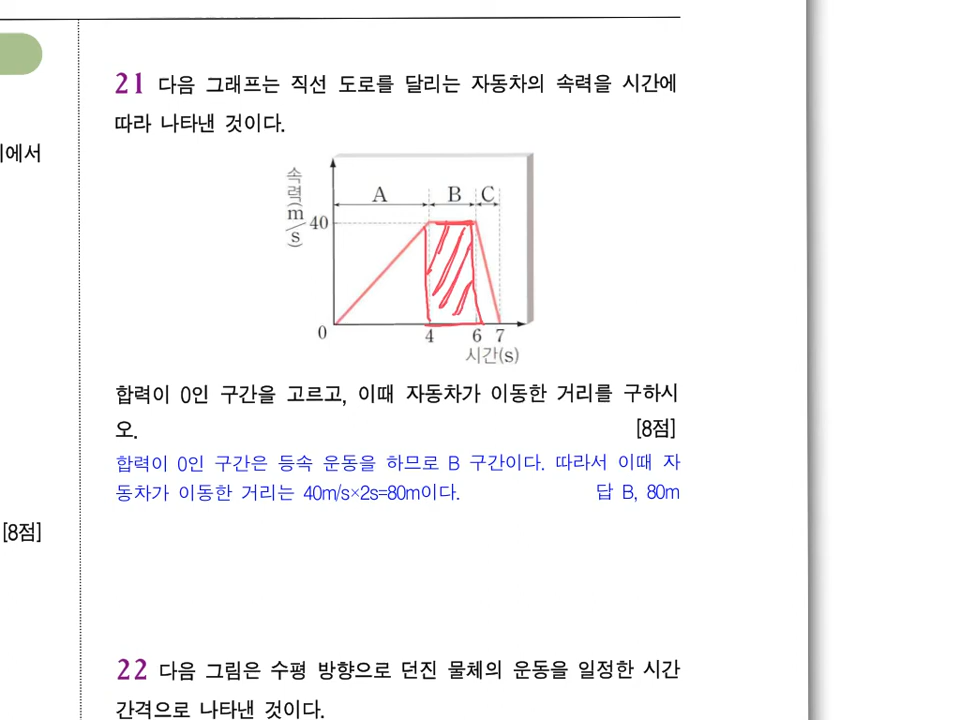 21 다음 그래프는 직선 도로를 달리는 자동차의 속력을 시간에
따라 나타낸 것이다.
에서
속력(m/s)
A B C
40
0 4 6 7
시간(s)
합력이 0인 구간을 고르고, 이때 자동차가 이동한 거리를 구하시
오. [8점]
합력이 0인 구간은 등속 운동을 하므로 B 구간이다. 따라서 이때 자
동차가 이동한 거리는 40m/s×2s=80m이다. 답 B, 80m
[8점]
22 다음 그림은 수평 방향으로 던진 물체의 운동을 일정한 시간
간격으로 나타낸 것이다.